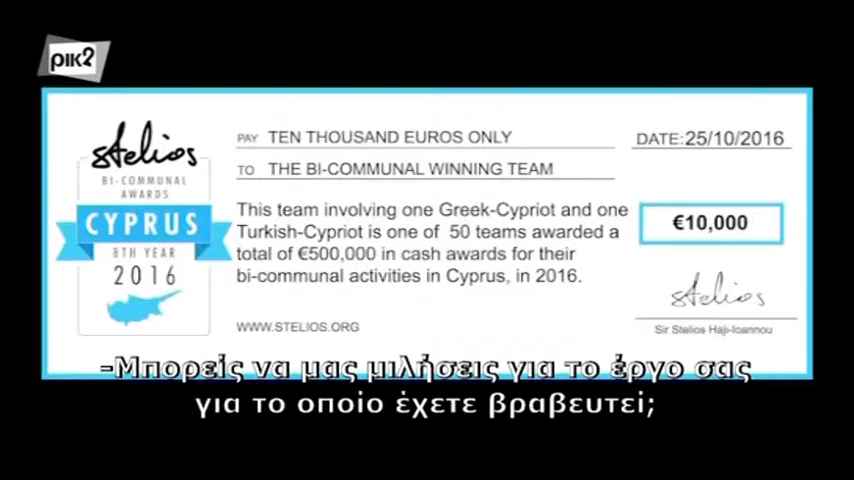 ρικ2
stelios
BI-COMMUNAL
AWARDS
CYPRUS
8TH YEAR
2016
PAY TEN THOUSAND EUROS ONLY
DATE:25/10/2016
TO THE BI-COMMUNAL WINNING TEAM
This team involving one Greek-Cypriot and one
Turkish-Cypriot is one of 50 teams awarded a
total of €500,000 in cash awards for their
bi-communal activities in Cyprus, in 2016.
€10,000
stelios
Sir Stelios Haji-Ioannou
WWW.STELIOS.ORG
-Μπορείς να μας μιλήσεις για το έργο σας
για το οποίο έχετε βραβευτεί;